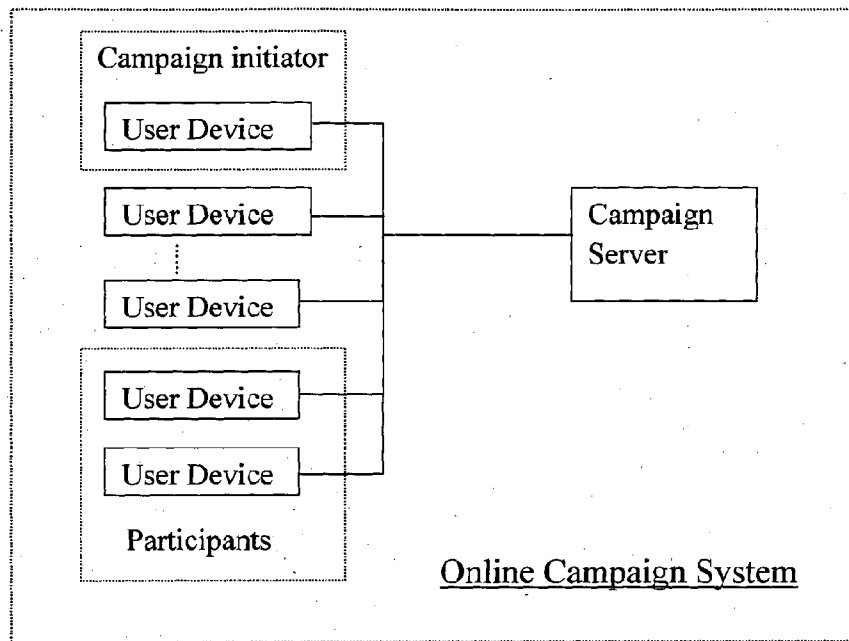 Campaign initiator
User Device
User Device
User Device
User Device
User Device
Participants
Campaign
Server
Online Campaign System